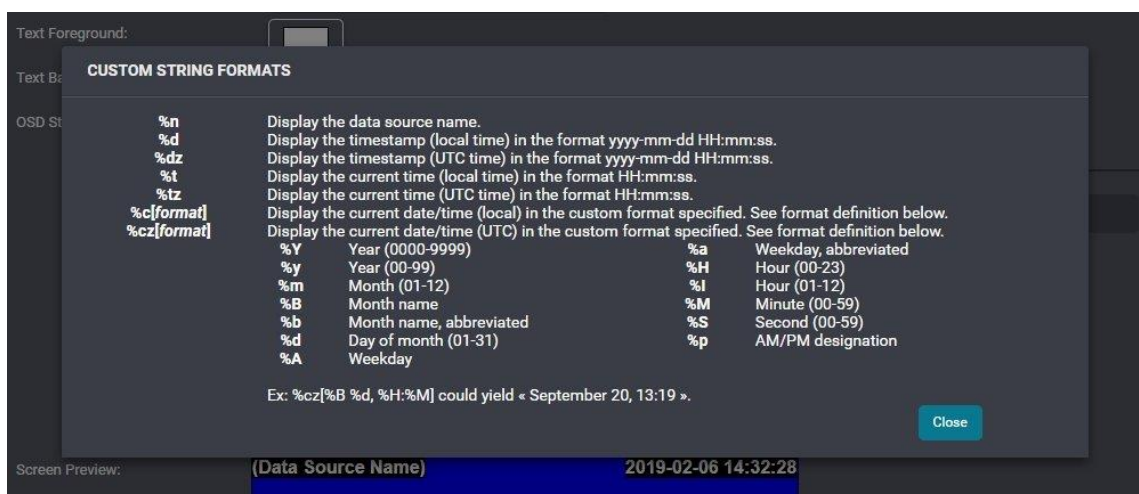 Text Foreground:
Text Ba
CUSTOM STRING FORMATS
OSD St
%n Display the data source name.
%d Display the timestamp (local time) in the format yyyy-mm-dd HH:mm:ss.
%dz Display the timestamp (UTC time) in the format yyyy-mm-dd HH:mm:ss.
%t Display the current time (local time) in the format HH:mm:ss.
%tz Display the current time (UTC time) in the format HH:mm:ss.
%c[format] Display the current date/time (local) in the custom format specified. See format definition below.
%cz[format] Display the current date/time (UTC) in the custom format specified. See format definition below.
%Y Year (0000-9999) %a Weekday, abbreviated
%y Year (00-99) %H Hour (00-23)
%m Month (01-12) %I Hour (01-12)
%B Month name %M Minute (00-59)
%b Month name, abbreviated %S Second (00-59)
%d Day of month (01-31) %p AM/PM designation
%A Weekday
Ex: %cz[%B %d, %H:%M] could yield « September 20, 13:19 ».
Close
Screen Preview: (Data Source Name) 2019-02-06 14:32:28